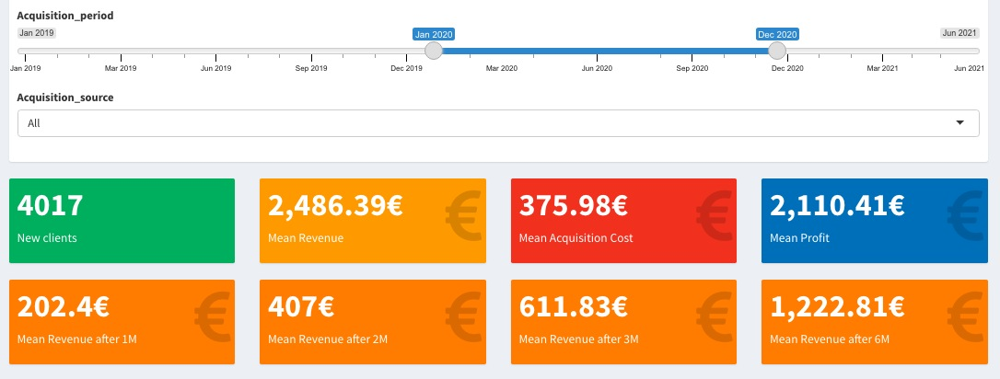 Acquisition_period
Jan 2019 Jan 2020 Dec 2020 Jun 2021
Jan 2019 Mar 2019 Jun 2019 Sep 2019 Dec 2019 Mar 2020 Jun 2020 Sep 2020 Dec 2020 Mar 2021 Jun 2021
Acquisition_source
All
4017 2,486.39€ € 375.98€ € 2,110.41€ €
New clients Mean Revenue Mean Acquisition Cost Mean Profit
202.4€ € 407€ € 611.83€ € 1,222.81€ €
Mean Revenue after 1M Mean Revenue after 2M Mean Revenue after 3M Mean Revenue after 6M